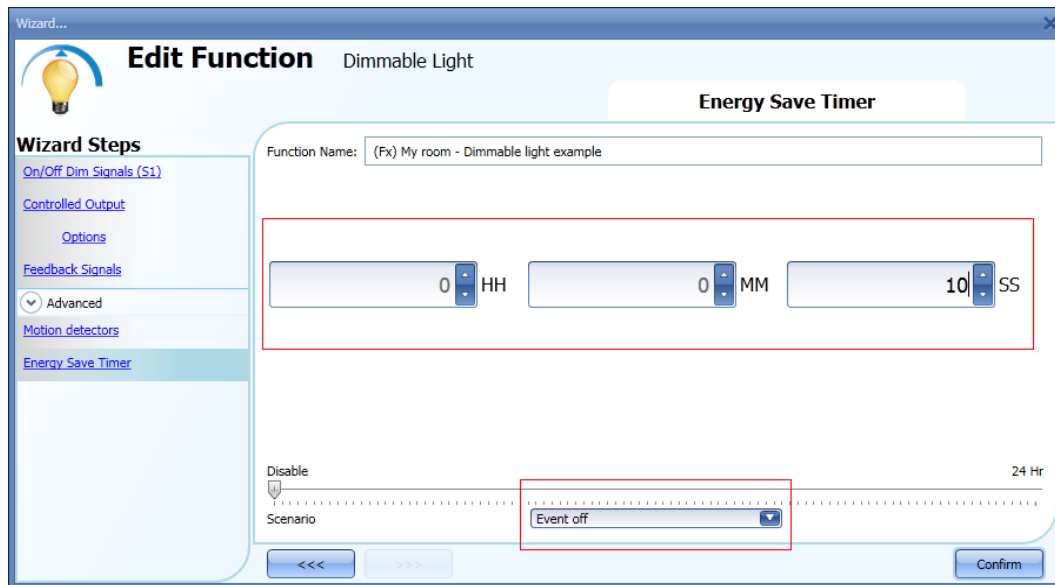 Wizard...
Edit Function Dimmable Light
Energy Save Timer
Wizard Steps
On/Off Dim Signals (S1)
Controlled Output
Options
Feedback Signals
Advanced
Motion detectors
Energy Save Timer
Function Name: (Fx) My room - Dimmable light example
0 HH 0 MM 10 SS
Disable 24 Hr
Scenario Event off
<<< >>> Confirm